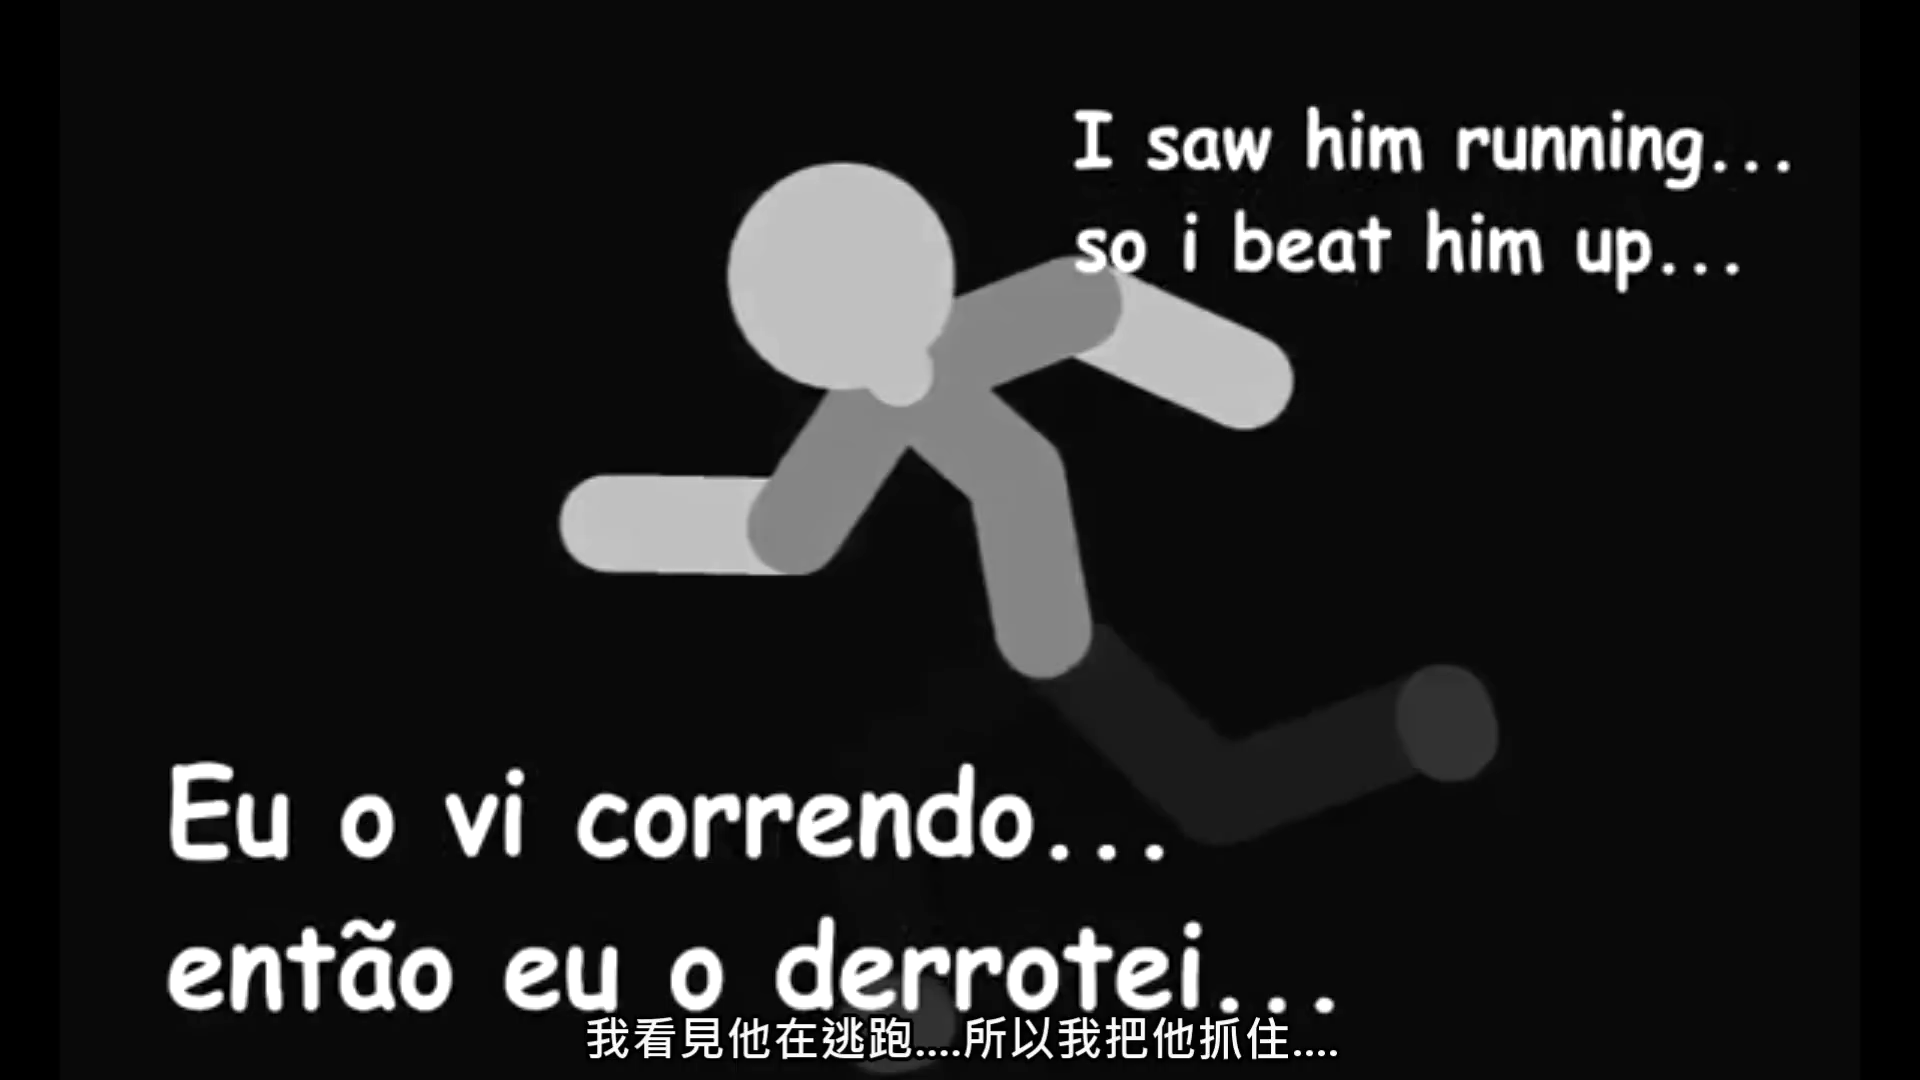 I saw him running...
so i beat him up...
Eu o vi correndo...
então eu o derrotei...
我看見他在逃跑....所以我把他抓住....